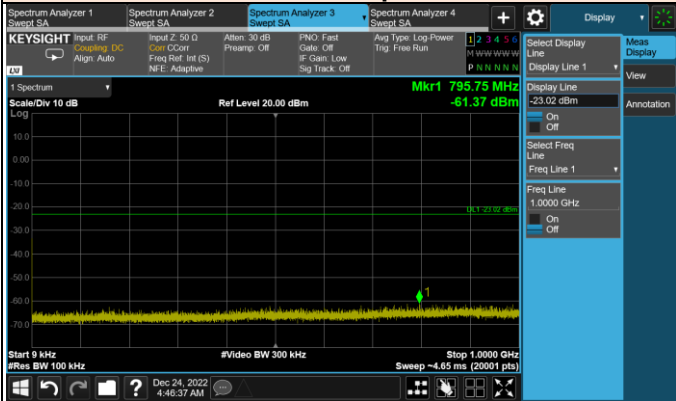 Spectrum Analyzer 1
Swept SA
Spectrum Analyzer 2
Swept SA
Spectrum Analyzer 3
Swept SA
Spectrum Analyzer 4
Swept SA
+
Display
KEYSIGHT
Input: RF
Coupling: DC
Align: Auto
Input Z: 50 Ω
Corr CCorr
Freq Ref: Int (S)
NFE: Adaptive
Atten: 30 dB
Preamp: Off
PNO: Fast
Gate: Off
IF Gain: Low
Sig Track: Off
Avg Type: Log-Power
Trig: Free Run
1 2 3 4 5 6
M W W W W W
P N N N N N
LXI
1 Spectrum
Scale/Div 10 dB
Log
Ref Level 20.00 dBm
Mkr1 795.75 MHz
-61.37 dBm
10.0
0.00
-10.0
-20.0
-30.0
-40.0
-50.0
-60.0
-70.0
DL1 -23.02 dBm
1
Start 9 kHz
#Res BW 100 kHz
#Video BW 300 kHz
Stop 1.0000 GHz
Sweep ~4.65 ms (20001 pts)
?
Dec 24, 2022
4:46:37 AM
Select Display
Line
Display Line 1
Display Line
-23.02 dBm
On
Off
Select Freq
Line
Freq Line 1
Freq Line
1.0000 GHz
On
Off
Meas
Display
View
Annotation